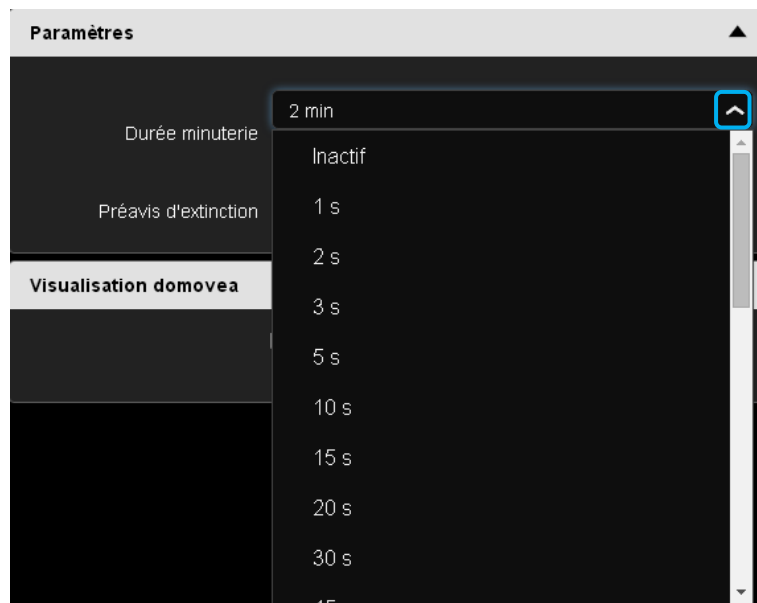 Paramètres
2 min
Durée minuterie
Inactif
Préavis d'extinction
1 s
2 s
Visualisation domovea
3 s
5 s
10 s
15 s
20 s
30 s